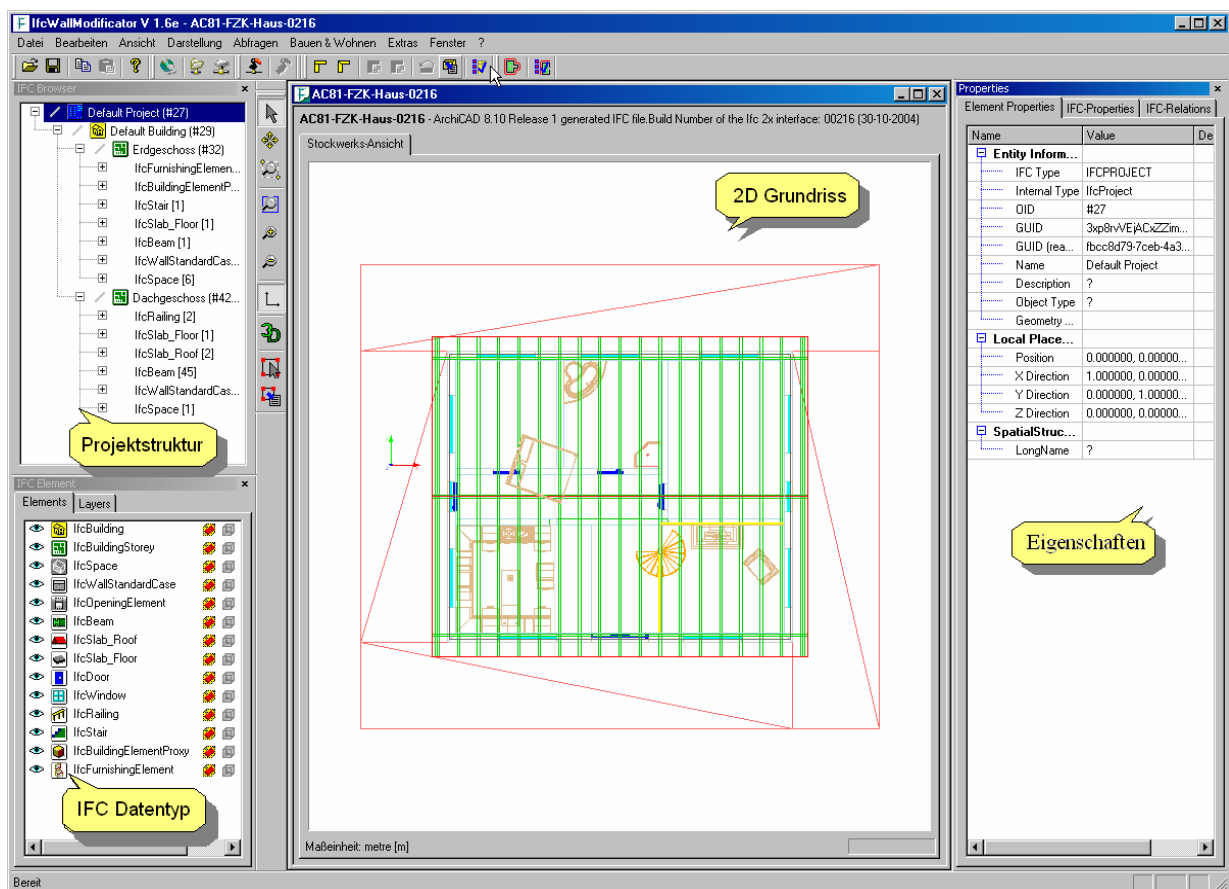 IfcWallModificator V 1.6e - AC81-FZK-Haus-0216
Datei Bearbeiten Ansicht Darstellung Abfragen Bauen & Wohnen Extras Fenster ?
IFC Browser
Default Project (#27)
Default Building (#29)
Erdgeschoss (#32)
IfcFurnishingElemen...
IfcBuildingElementP...
IfcStair [1]
IfcSlab_Floor [1]
IfcBeam [1]
IfcWallStandardCas...
IfcSpace [6]
Dachgeschoss (#42...
IfcRailing [2]
IfcSlab_Floor [1]
IfcSlab_Roof [2]
IfcBeam [45]
IfcWallStandardCas...
IfcSpace [1]
Projektstruktur
IFC Element
Elements Layers
IfcBuilding
IfcBuildingStorey
IfcSpace
IfcWallStandardCase
IfcOpeningElement
IfcBeam
IfcSlab_Roof
IfcSlab_Floor
IfcDoor
IfcWindow
IfcRailing
IfcStair
IfcBuildingElementProxy
IfcFurnishingElement
IFC Datentyp
3D
AC81-FZK-Haus-0216
AC81-FZK-Haus-0216 - ArchiCAD 8.10 Release 1 generated IFC file.Build Number of the Ifc 2x interface: 00216 (30-10-2004)
Stockwerks-Ansicht
2D Grundriss
Maßeinheit: metre [m]
Properties
Element Properties IFC-Properties IFC-Relations
Name Value De
Entity Inform...
IFC Type IFCPROJECT
Internal Type IfcProject
OID #27
GUID 3xp8rvVEjACxZZim...
GUID (rea... fbcc8d79-7ceb-4a3...
Name Default Project
Description ?
Object Type ?
Geometry ...
Local Place...
Position 0.000000, 0.00000...
X Direction 1.000000, 0.00000...
Y Direction 0.000000, 1.00000...
Z Direction 0.000000, 0.00000...
SpatialStruc...
LongName ?
Eigenschaften
Bereit